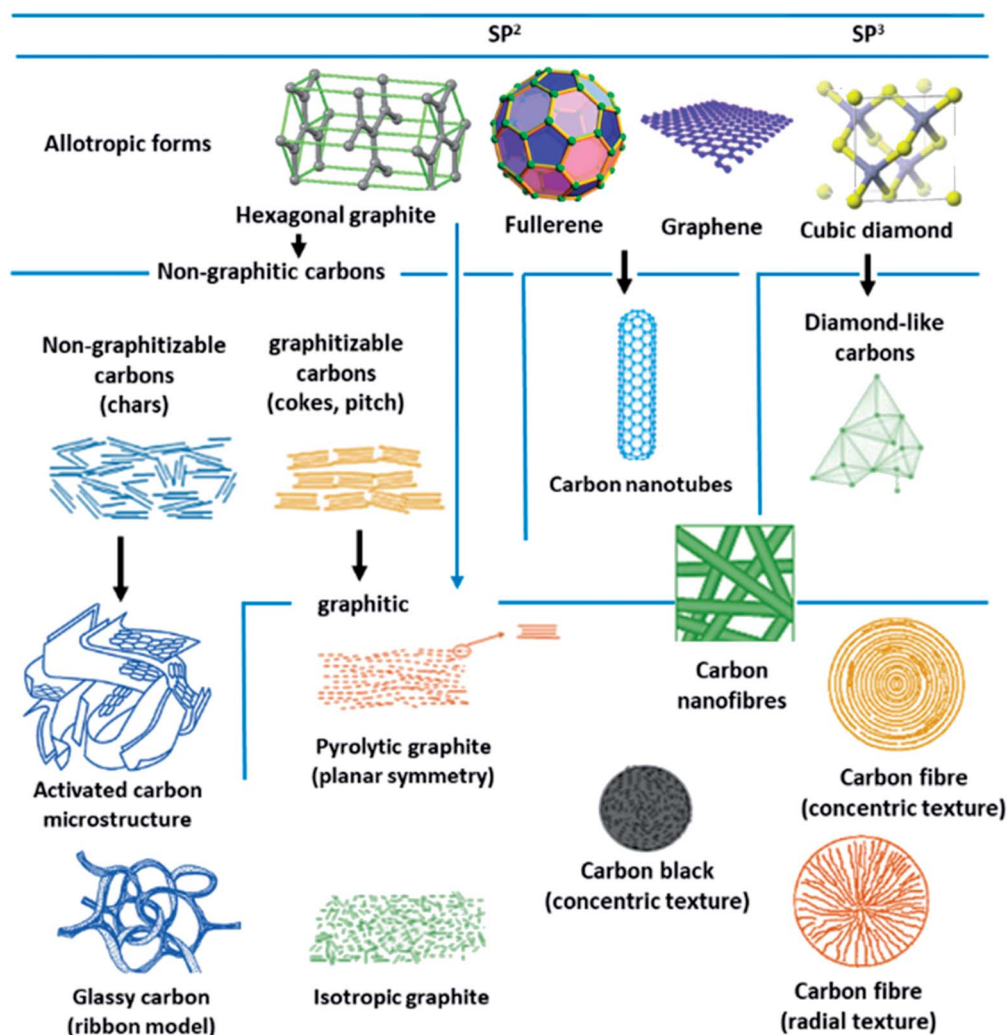 SP²
SP³
Allotropic forms
Hexagonal graphite
Fullerene
Graphene
Cubic diamond
Non-graphitic carbons
Non-graphitizable
carbons
(chars)
graphitizable
carbons
(cokes, pitch)
Carbon nanotubes
Diamond-like
carbons
graphitic
Activated carbon
microstructure
Pyrolytic graphite
(planar symmetry)
Carbon
nanofibres
Carbon fibre
(concentric texture)
Carbon black
(concentric texture)
Glassy carbon
(ribbon model)
Isotropic graphite
Carbon fibre
(radial texture)